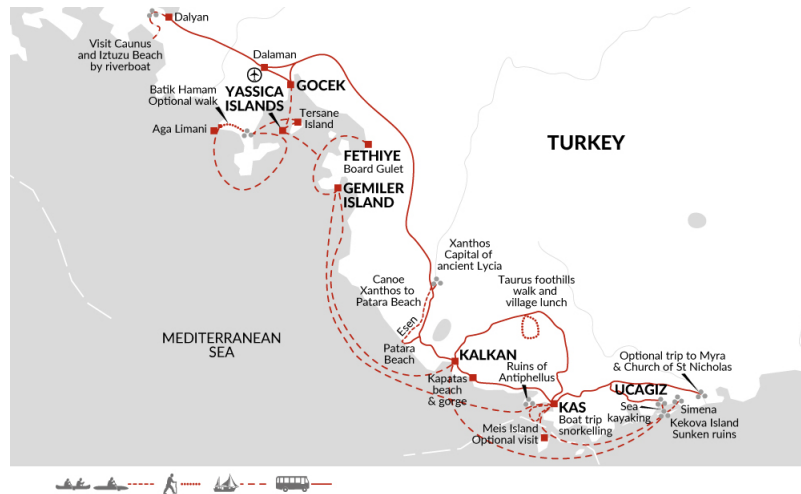 Dalyan
Visit Caunus
and Iztuzu Beach
by riverboat
Dalaman
GOCEK
YASSICA
ISLANDS
Batik Hamam
Optional walk
Tersane
Island
Aga Limani
TURKEY
FETHIYE
Board Gulet
GEMILER
ISLAND
Xanthos
Capital of
ancient Lycia
Canoe
Xanthos to
Patara Beach
Taurus foothills
walk and
village lunch
Esen
MEDITERRANEAN
SEA
Patara
Beach
KALKAN
Ruins of
Antiphellus
Optional trip to Myra
& Church of St Nicholas
Kapatas
beach
& gorge
UCAGIZ
KAS
Boat trip
snorkelling
Sea
kayaking
Simena
Kekova Island
Sunken ruins
Meis Island
Optional visit